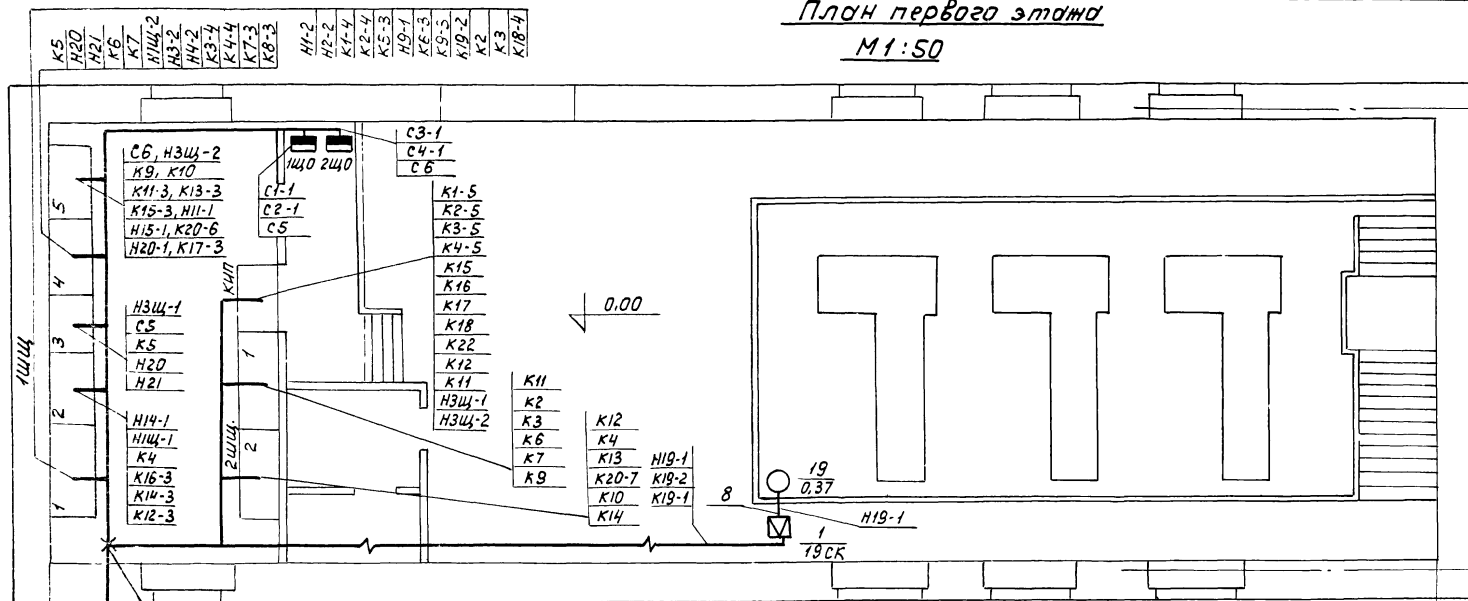 План первого этажа
М 1:50
К5
Н20
Н21
К6
К7
Н1Щ-2
Н3-2
Н4-2
К3-4
К4-4
К7-3
К8-3
Н1-2
Н2-2
К1-4
К2-4
К5-3
Н9-1
К6-3
К9-3
К19-2
К2
К3
К18-4
С6, Н3Щ-2
К9, К10
К11-3, К13-3
К15-3, Н11-1
Н15-1, К20-6
Н20-1, К17-3
1ЩО 2ЩО
С1-1
С2-1
С5
С3-1
С4-1
С6
К1-5
К2-5
К3-5
К4-5
К15
К16
К17
К18
К22
К12
К11
Н3Щ-1
Н3Щ-2
0,00
5
4
3
2
1
1ЩЩ
КИП
1
2
2ЩЩ.
Н3Щ-1
С5
К5
Н20
Н21
Н14-1
Н1Щ-1
К4
К16-3
К14-3
К12-3
К11
К2
К3
К6
К7
К9
К12
К4
К13
К20-7
К10
К14
Н19-1
К19-2
К19-1
8
19
0,37
Н19-1
1
19СК